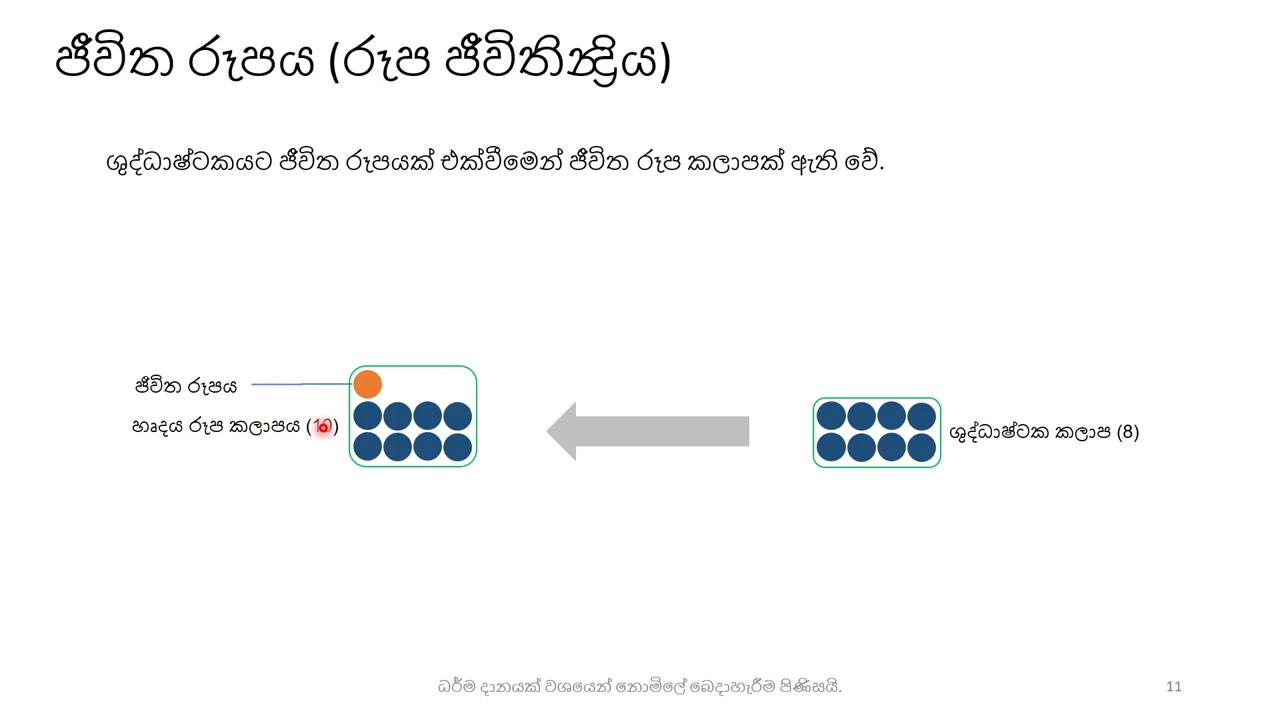 ජීවිත රූපය (රූප ජීවිතින්‍ද්‍රිය)
ශුද්ධාෂ්ටකයට ජීවිත රූපයක් එක්වීමෙන් ජීවිත රූප කලාපක් ඇති වේ.
ජීවිත රූපය
හෘදය රූප කලාපය (10)
ශුද්ධාෂ්ටක කලාප (8)
ධර්ම දානයක් වශයෙන් නොමිලේ බෙදාහැරීම පිණිසයි.
11